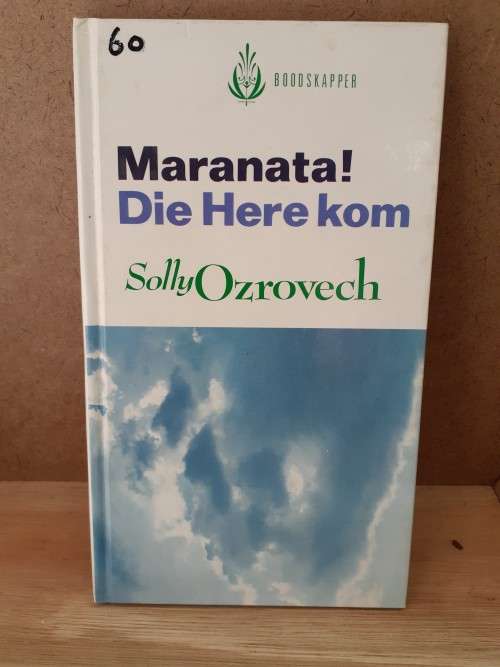 60
BOODSKAPPER
Maranata!
Die Here kom
Solly Ozrovech